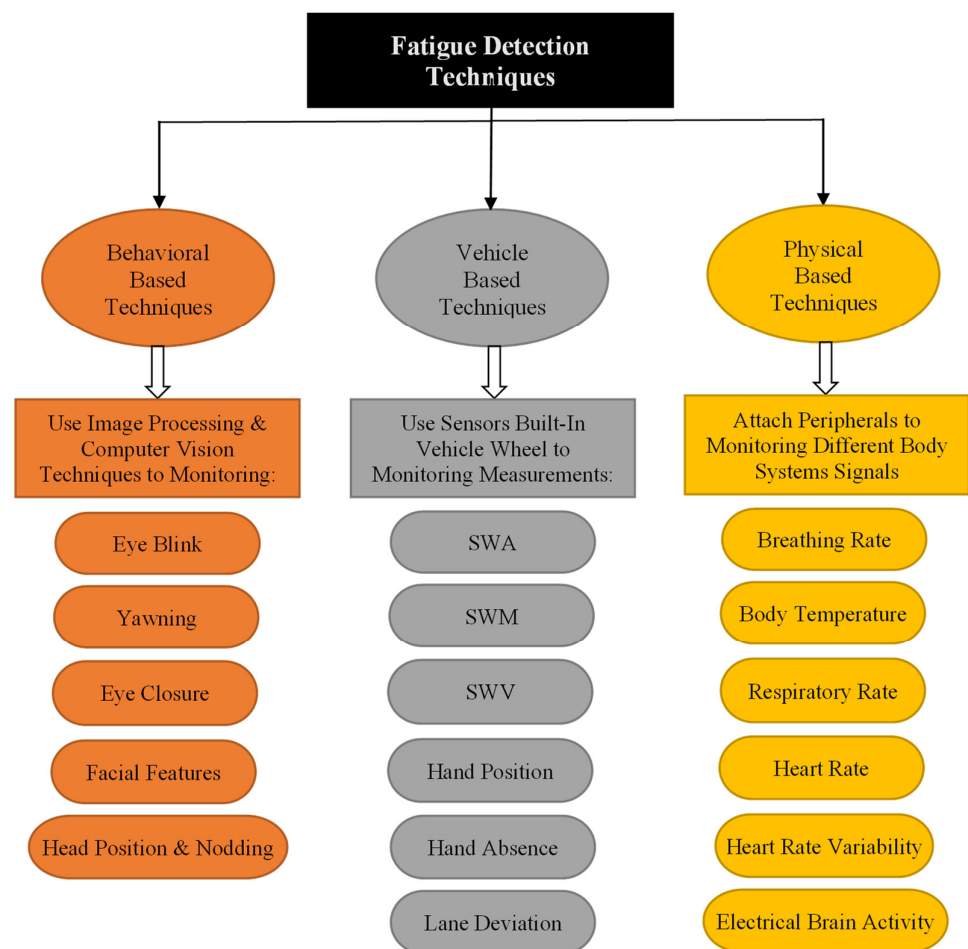 Fatigue Detection
Techniques
Behavioral
Based
Techniques
Vehicle
Based
Techniques
Physical
Based
Techniques
Use Image Processing &
Computer Vision
Techniques to Monitoring:
Use Sensors Built-In
Vehicle Wheel to
Monitoring Measurements:
Attach Peripherals to
Monitoring Different Body
Systems Signals
Eye Blink
Yawning
Eye Closure
Facial Features
Head Position & Nodding
SWA
SWM
SWV
Hand Position
Hand Absence
Lane Deviation
Breathing Rate
Body Temperature
Respiratory Rate
Heart Rate
Heart Rate Variability
Electrical Brain Activity